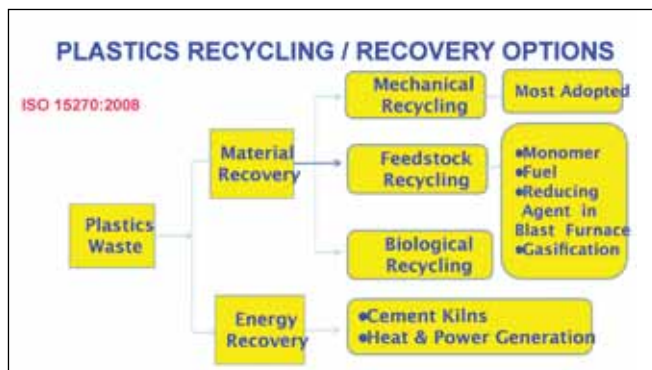 PLASTICS RECYCLING / RECOVERY OPTIONS
ISO 15270:2008
Mechanical
Recycling
Most Adopted
Material
Recovery
Feedstock
Recycling
●Monomer
●Fuel
●Reducing
Agent in
Blast Furnace
●Gasification
Plastics
Waste
Biological
Recycling
Energy
Recovery
●Cement Kilns
●Heat & Power Generation